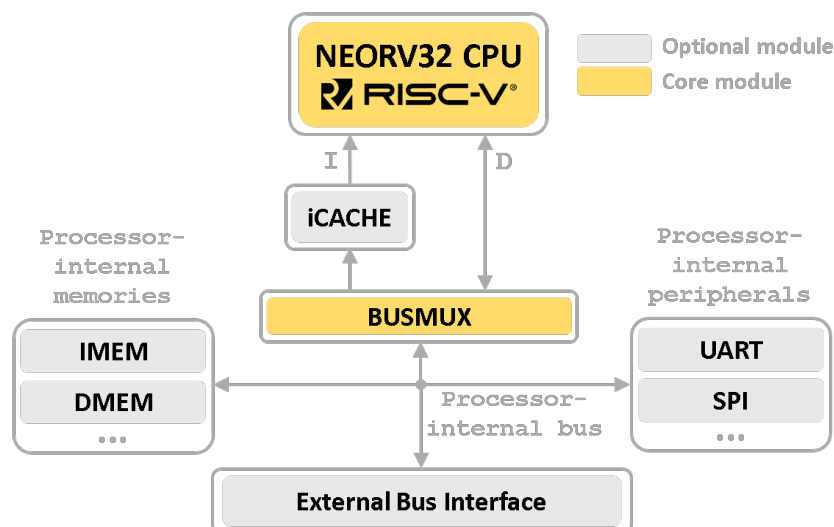 NEORV32 CPU
RISC-V®
Optional module
Core module
I
D
iCACHE
Processor-
internal
memories
Processor-
internal
peripherals
BUSMUX
IMEM
DMEM
...
UART
SPI
...
Processor-
internal bus
External Bus Interface